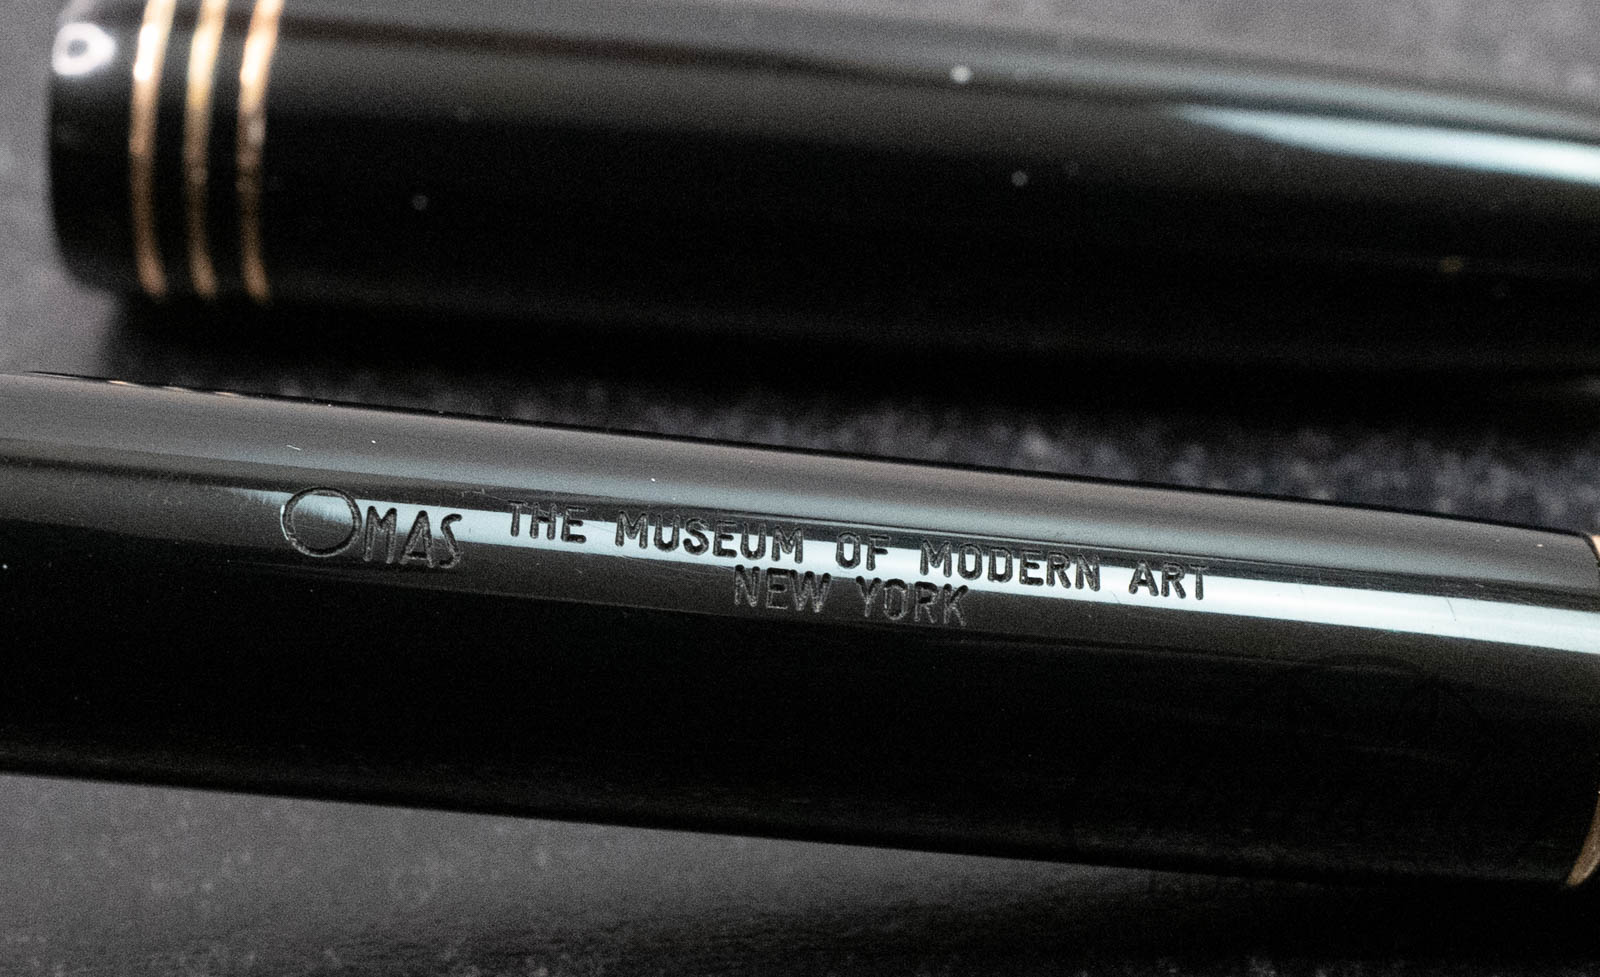 OMAS THE MUSEUM OF MODERN ART
NEW YORK